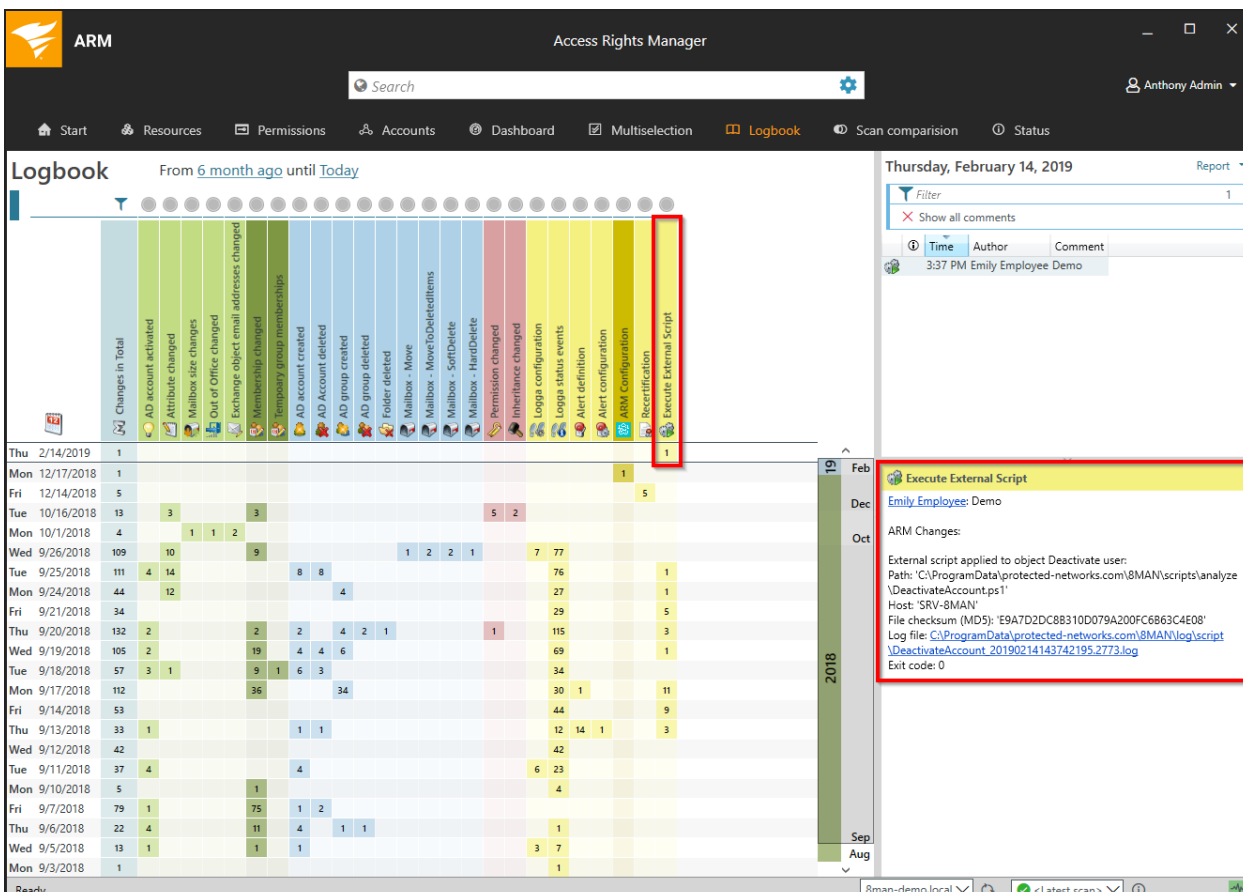 ARM
Access Rights Manager
Search
Anthony Admin
Start
Resources
Permissions
Accounts
Dashboard
Multiselection
Logbook
Scan comparision
Status
Logbook
From 6 month ago until Today
Changes in Total
AD account activated
Attribute changed
Mailbox size changes
Out of Office changed
Exchange object email addresses changed
Membership changed
Tempoary group memberships
AD account created
AD Account deleted
AD group created
AD group deleted
Folder deleted
Mailbox - Move
Mailbox - MoveToDeletedItems
Mailbox - SoftDelete
Mailbox - HardDelete
Permission changed
Inheritance changed
Logga configuration
Logga status events
Alert definition
Alert configuration
ARM Configuration
Recertification
Execute External Script
12
Thu 2/14/2019 1 1
Mon 12/17/2018 1 1
Fri 12/14/2018 5 5
Tue 10/16/2018 13 3 3 5 2
Mon 10/1/2018 4 1 1 2
Wed 9/26/2018 109 10 9 1 2 2 1 7 77
Tue 9/25/2018 111 4 14 8 8 76 1
Mon 9/24/2018 44 12 4 27 1
Fri 9/21/2018 34 29 5
Thu 9/20/2018 132 2 2 2 4 2 1 1 115 3
Wed 9/19/2018 105 2 19 4 4 6 69 1
Tue 9/18/2018 57 3 1 9 1 6 3 34
Mon 9/17/2018 112 36 34 30 1 11
Fri 9/14/2018 53 44 9
Thu 9/13/2018 33 1 1 1 12 14 1 3
Wed 9/12/2018 42 42
Tue 9/11/2018 37 4 4 6 23
Mon 9/10/2018 5 1 4
Fri 9/7/2018 79 1 75 1 2
Thu 9/6/2018 22 4 11 4 1 1 1
Wed 9/5/2018 13 1 1 1 3 7
Mon 9/3/2018 1 1
19
2018
Feb
Dec
Oct
Sep
Aug
Thursday, February 14, 2019
Report
Filter 1
Show all comments
Time Author Comment
3:37 PM Emily Employee Demo
Execute External Script
Emily Employee: Demo
ARM Changes:
External script applied to object Deactivate user:
Path: 'C:\ProgramData\protected-networks.com\8MAN\scripts\analyze
\DeactivateAccount.ps1'
Host: 'SRV-8MAN'
File checksum (MD5): 'E9A7D2DC8B310D079A200FC6B63C4E08'
Log file: C:\ProgramData\protected-networks.com\8MAN\log\script
\DeactivateAccount_20190214143742195.2773.log
Exit code: 0
Ready
8man-demo.local
<Latest scan>